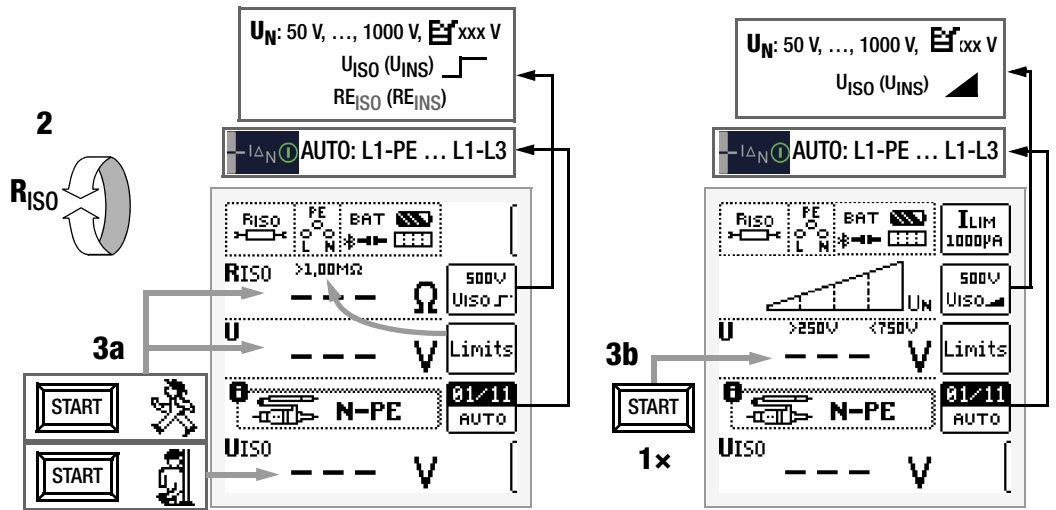 U_N: 50 V, …, 1000 V, xxx V
U_ISO (U_INS)
RE_ISO (RE_INS)
I△N AUTO: L1-PE … L1-L3
2
R_ISO
RISO PE BAT
L N
RISO >1,00MΩ
– – – Ω
500V
UISO
U
– – – V
Limits
3a
START
N–PE
01/11
AUTO
START
UISO
– – – V
U_N: 50 V, …, 1000 V, xx V
U_ISO (U_INS)
I△N AUTO: L1-PE … L1-L3
RISO PE BAT
L N
ILIM
1000µA
UN
500V
UISO
U >250V <750V
– – – V
Limits
3b
START
1×
N–PE
01/11
AUTO
UISO
– – – V